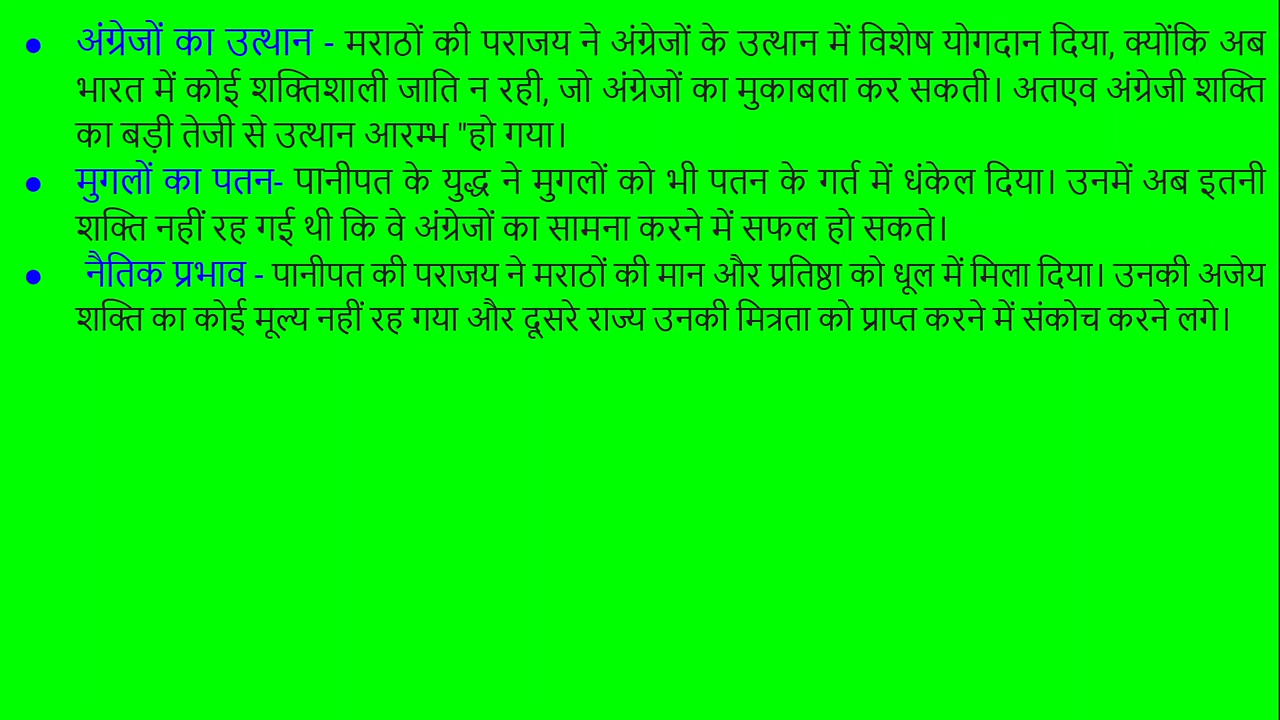 ● अंग्रेजों का उत्थान - मराठों की पराजय ने अंग्रेजों के उत्थान में विशेष योगदान दिया, क्योंकि अब
भारत में कोई शक्तिशाली जाति न रही, जो अंग्रेजों का मुकाबला कर सकती। अतएव अंग्रेजी शक्ति
का बड़ी तेजी से उत्थान आरम्भ "हो गया।
● मुगलों का पतन- पानीपत के युद्ध ने मुगलों को भी पतन के गर्त में धंकेल दिया। उनमें अब इतनी
शक्ति नहीं रह गई थी कि वे अंग्रेजों का सामना करने में सफल हो सकते।
● नैतिक प्रभाव - पानीपत की पराजय ने मराठों की मान और प्रतिष्ठा को धूल में मिला दिया। उनकी अजेय
शक्ति का कोई मूल्य नहीं रह गया और दूसरे राज्य उनकी मित्रता को प्राप्त करने में संकोच करने लगे।